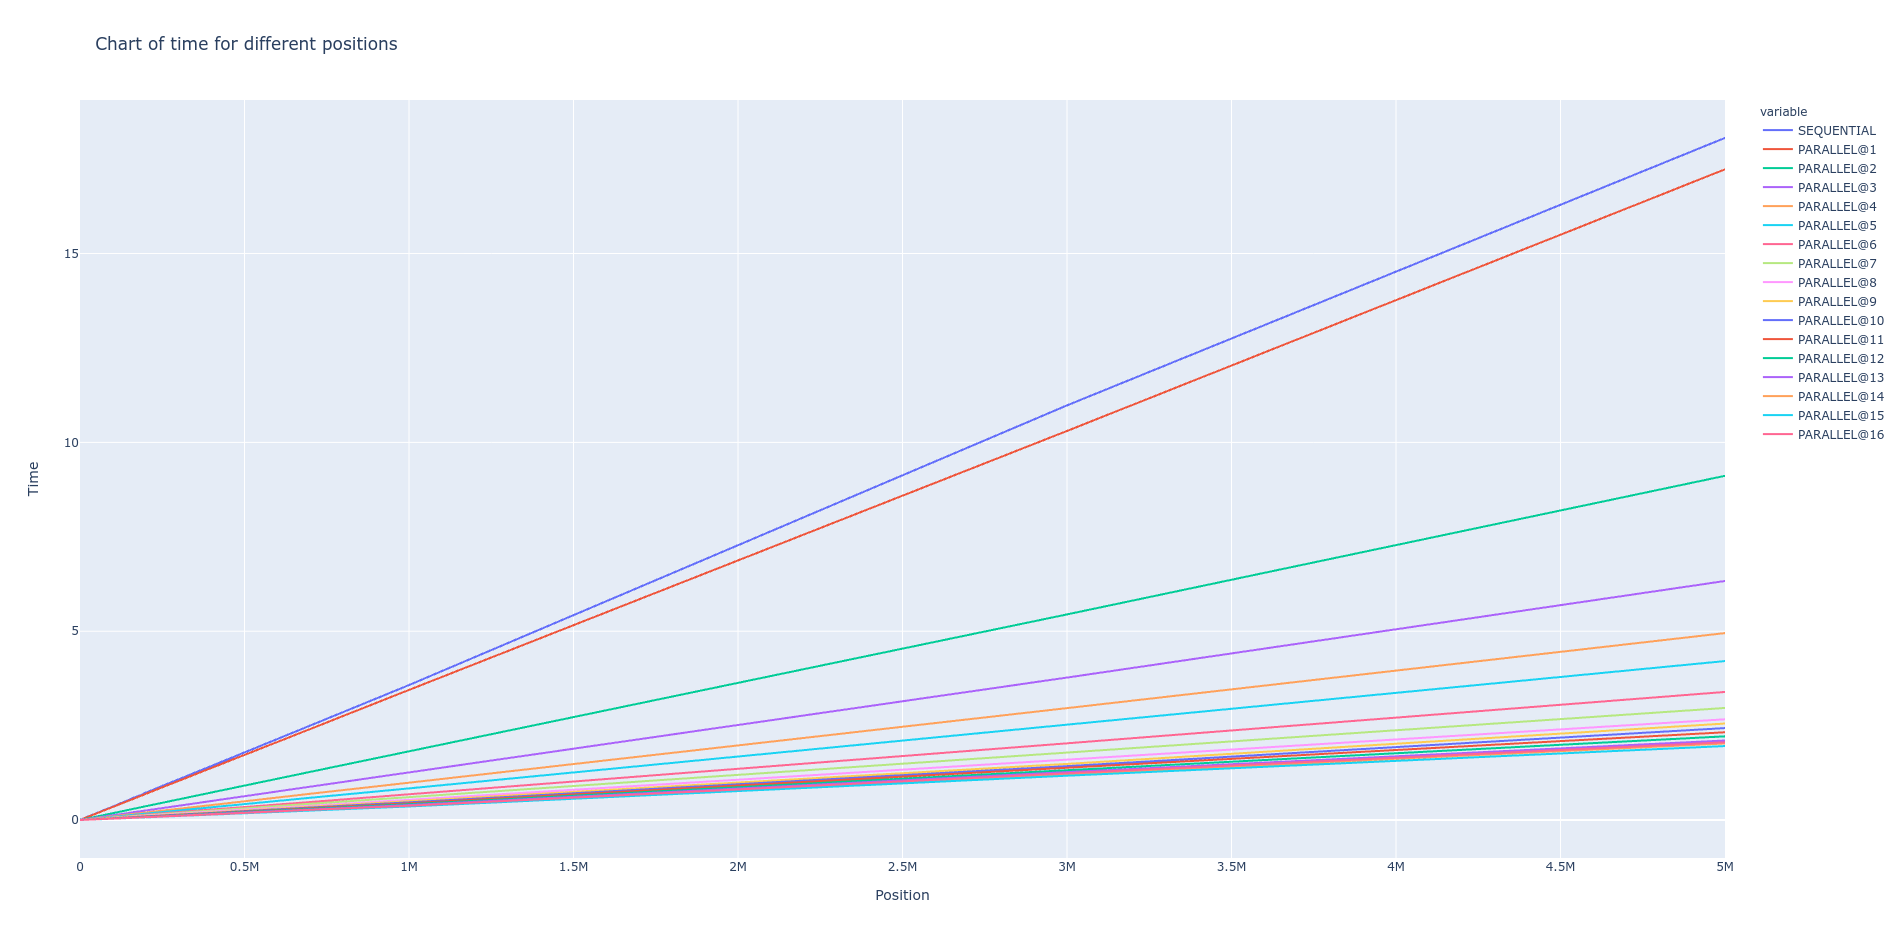 Chart of time for different positions
variable
SEQUENTIAL
PARALLEL@1
PARALLEL@2
PARALLEL@3
PARALLEL@4
PARALLEL@5
PARALLEL@6
PARALLEL@7
PARALLEL@8
PARALLEL@9
PARALLEL@10
PARALLEL@11
PARALLEL@12
PARALLEL@13
PARALLEL@14
PARALLEL@15
PARALLEL@16
15
10
5
0
Time
0 0.5M 1M 1.5M 2M 2.5M 3M 3.5M 4M 4.5M 5M
Position